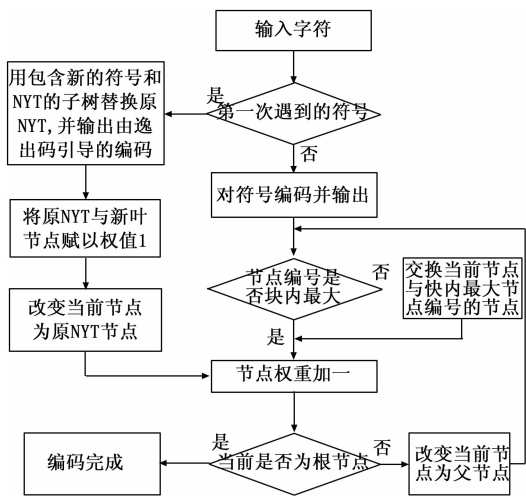 输入字符
用包含新的符号和
NYT的子树替换原
NYT,并输出由逸
出码引导的编码
是
第一次遇到的符号
否
对符号编码并输出
将原NYT与新叶
节点赋以权值1
节点编号是
否块内最大
否
交换当前节点
与快内最大节
点编号的节点
改变当前节点
为原NYT节点
是
节点权重加一
编码完成
是
当前是否为根节点
否
改变当前节
点为父节点